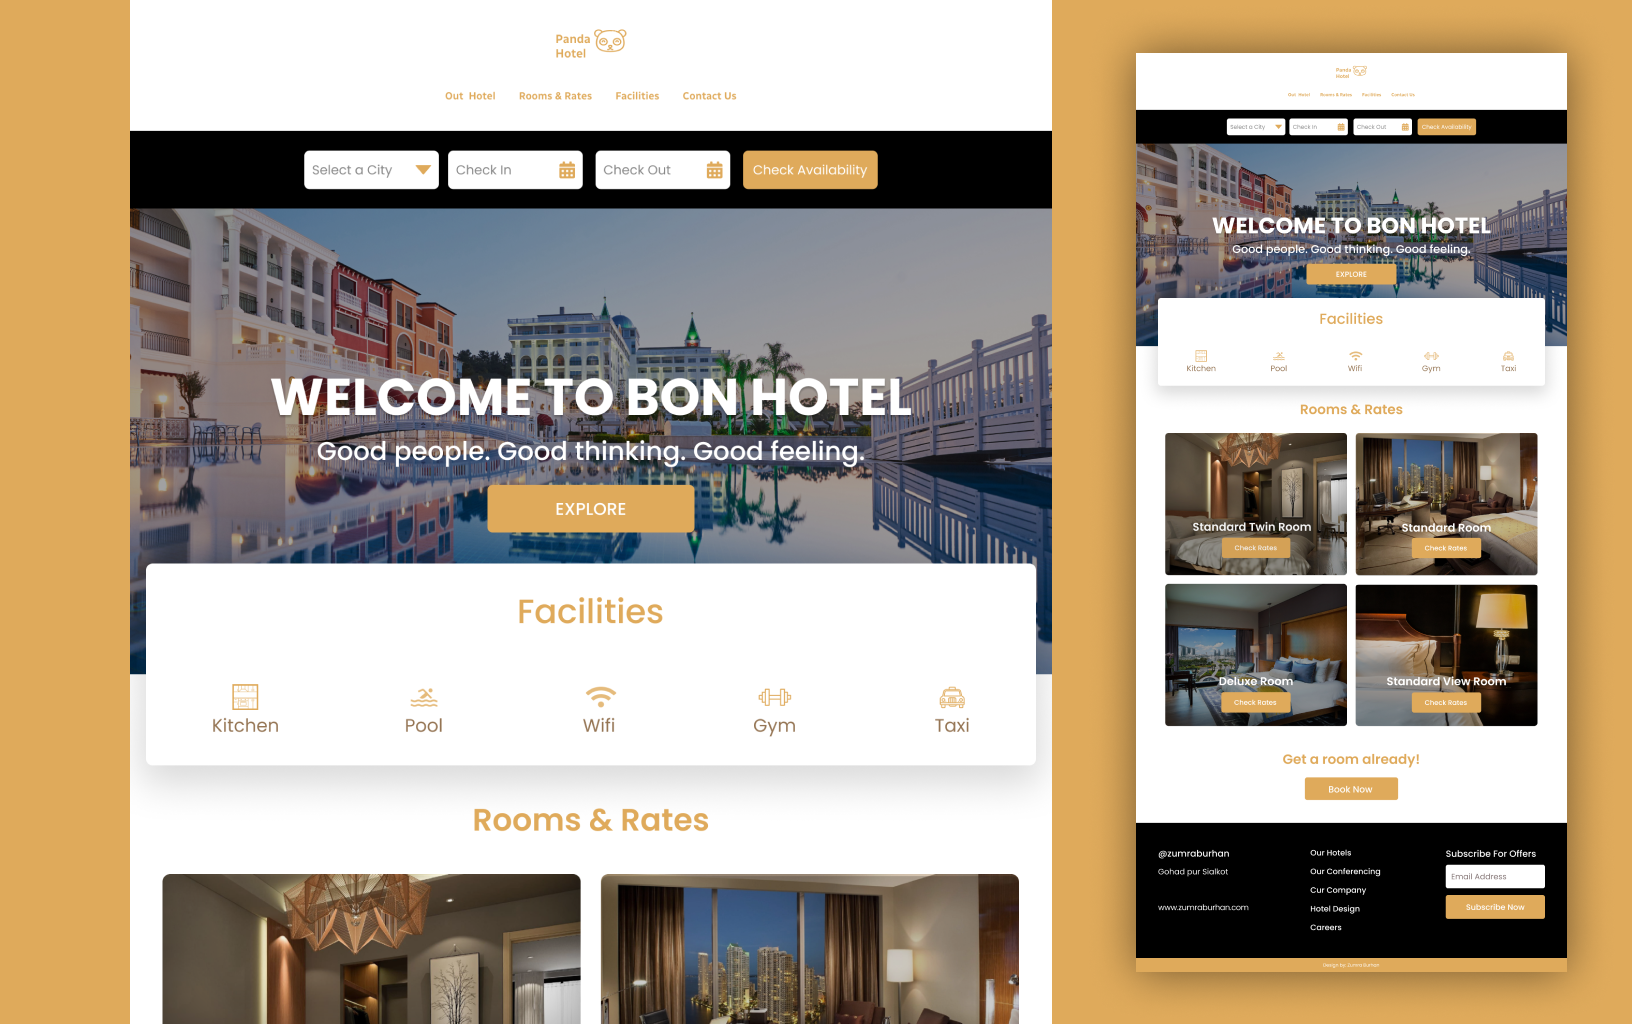 Panda
Hotel
Out Hotel Rooms & Rates Facilities Contact Us
Select a City Check In Check Out Check Availability
WELCOME TO BON HOTEL
Good people. Good thinking. Good feeling.
EXPLORE
Facilities
Kitchen Pool Wifi Gym Taxi
Rooms & Rates
Panda
Hotel
Out Hotel Rooms & Rates Facilities Contact Us
Select a City Check In Check Out Check Availability
WELCOME TO BON HOTEL
Good people. Good thinking. Good feeling.
EXPLORE
Facilities
Kitchen Pool Wifi Gym Taxi
Rooms & Rates
Standard Twin Room Standard Room
Check Rates Check Rates
Deluxe Room Standard View Room
Check Rates Check Rates
Get a room already!
Book Now
@zumraburhan Our Hotels Subscribe For Offers
Gohad pur Sialkot Our Conferencing Email Address
Cur Company
www.zumraburhan.com Hotel Design Subscribe Now
Careers
Design by: Zumra Burhan